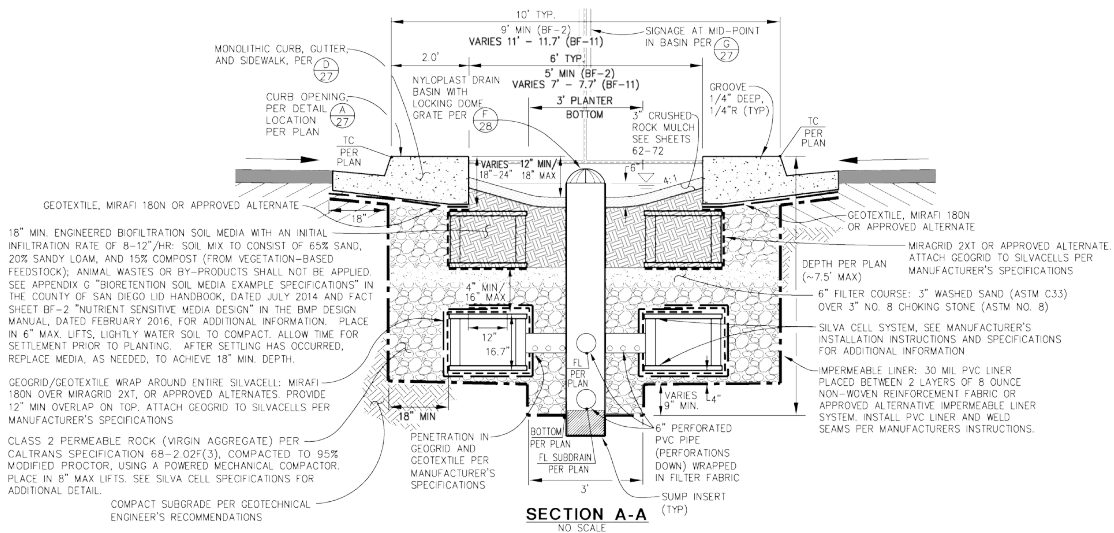 10' TYP.
9' MIN (BF-2)
VARIES 11' - 11.7' (BF-11)
SIGNAGE AT MID-POINT
IN BASIN PER
G
27
MONOLITHIC CURB, GUTTER,
AND SIDEWALK, PER
D
27
2.0'
6' TYP.
5' MIN (BF-2)
VARIES 7' - 7.7' (BF-11)
NYLOPLAST DRAIN
BASIN WITH
LOCKING DOME
GRATE PER
F
28
3' PLANTER
BOTTOM
GROOVE
1/4" DEEP,
1/4"R (TYP)
CURB OPENING,
PER DETAIL
LOCATION
PER PLAN
A
27
3" CRUSHED
ROCK MULCH
SEE SHEETS
62-72
TC
PER
PLAN
TC
PER
PLAN
VARIES
18"-24"
12" MIN/
18" MAX
6"
4:1
GEOTEXTILE, MIRAFI 180N OR APPROVED ALTERNATE
18"
GEOTEXTILE, MIRAFI 180N
OR APPROVED ALTERNATE
18" MIN. ENGINEERED BIOFILTRATION SOIL MEDIA WITH AN INITIAL
INFILTRATION RATE OF 8-12"/HR: SOIL MIX TO CONSIST OF 65% SAND,
20% SANDY LOAM, AND 15% COMPOST (FROM VEGETATION-BASED
FEEDSTOCK); ANIMAL WASTES OR BY-PRODUCTS SHALL NOT BE APPLIED.
SEE APPENDIX G "BIORETENTION SOIL MEDIA EXAMPLE SPECIFICATIONS" IN
THE COUNTY OF SAN DIEGO LID HANDBOOK, DATED JULY 2014 AND FACT
SHEET BF-2 "NUTRIENT SENSITIVE MEDIA DESIGN" IN THE BMP DESIGN
MANUAL, DATED FEBRUARY 2016, FOR ADDITIONAL INFORMATION. PLACE
IN 6" MAX. LIFTS, LIGHTLY WATER SOIL TO COMPACT. ALLOW TIME FOR
SETTLEMENT PRIOR TO PLANTING. AFTER SETTLING HAS OCCURRED,
REPLACE MEDIA, AS NEEDED, TO ACHIEVE 18" MIN. DEPTH.
MIRAGRID 2XT OR APPROVED ALTERNATE.
ATTACH GEOGRID TO SILVACELLS PER
MANUFACTURER'S SPECIFICATIONS
DEPTH PER PLAN
(~7.5' MAX)
4" MIN
16" MAX
6" FILTER COURSE: 3" WASHED SAND (ASTM C33)
OVER 3" NO. 8 CHOKING STONE (ASTM NO. 8)
12"
16.7"
SILVA CELL SYSTEM, SEE MANUFACTURER'S
INSTALLATION INSTRUCTIONS AND SPECIFICATIONS
FOR ADDITIONAL INFORMATION
FL
PER
PLAN
GEOGRID/GEOTEXTILE WRAP AROUND ENTIRE SILVACELL: MIRAFI
180N OVER MIRAGRID 2XT, OR APPROVED ALTERNATES. PROVIDE
12" MIN OVERLAP ON TOP. ATTACH GEOGRID TO SILVACELLS PER
MANUFACTURER'S SPECIFICATIONS
IMPERMEABLE LINER: 30 MIL PVC LINER
PLACED BETWEEN 2 LAYERS OF 8 OUNCE
NON-WOVEN REINFORCEMENT FABRIC OR
APPROVED ALTERNATIVE IMPERMEABLE LINER
SYSTEM. INSTALL PVC LINER AND WELD
SEAMS PER MANUFACTURERS INSTRUCTIONS.
VARIES
9" MIN.
4"
18" MIN
CLASS 2 PERMEABLE ROCK (VIRGIN AGGREGATE) PER
CALTRANS SPECIFICATION 68-2.02F(3), COMPACTED TO 95%
MODIFIED PROCTOR, USING A POWERED MECHANICAL COMPACTOR.
PLACE IN 8" MAX LIFTS. SEE SILVA CELL SPECIFICATIONS FOR
ADDITIONAL DETAIL.
PENETRATION IN
GEOGRID AND
GEOTEXTILE PER
MANUFACTURER'S
SPECIFICATIONS
BOTTOM
PER PLAN
FL SUBDRAIN
PER PLAN
6" PERFORATED
PVC PIPE
(PERFORATIONS
DOWN) WRAPPED
IN FILTER FABRIC
3'
SUMP INSERT
(TYP)
COMPACT SUBGRADE PER GEOTECHNICAL
ENGINEER'S RECOMMENDATIONS
SECTION A-A
NO SCALE